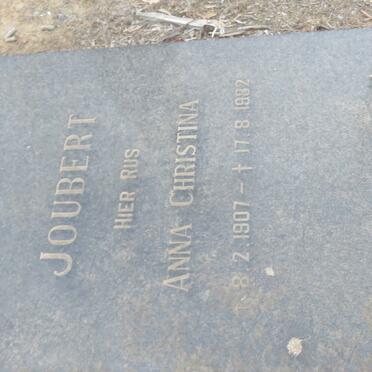 JOUBERT
HIER RUS
ANNA CHRISTINA
8.2.1907 – † 17.8.1982